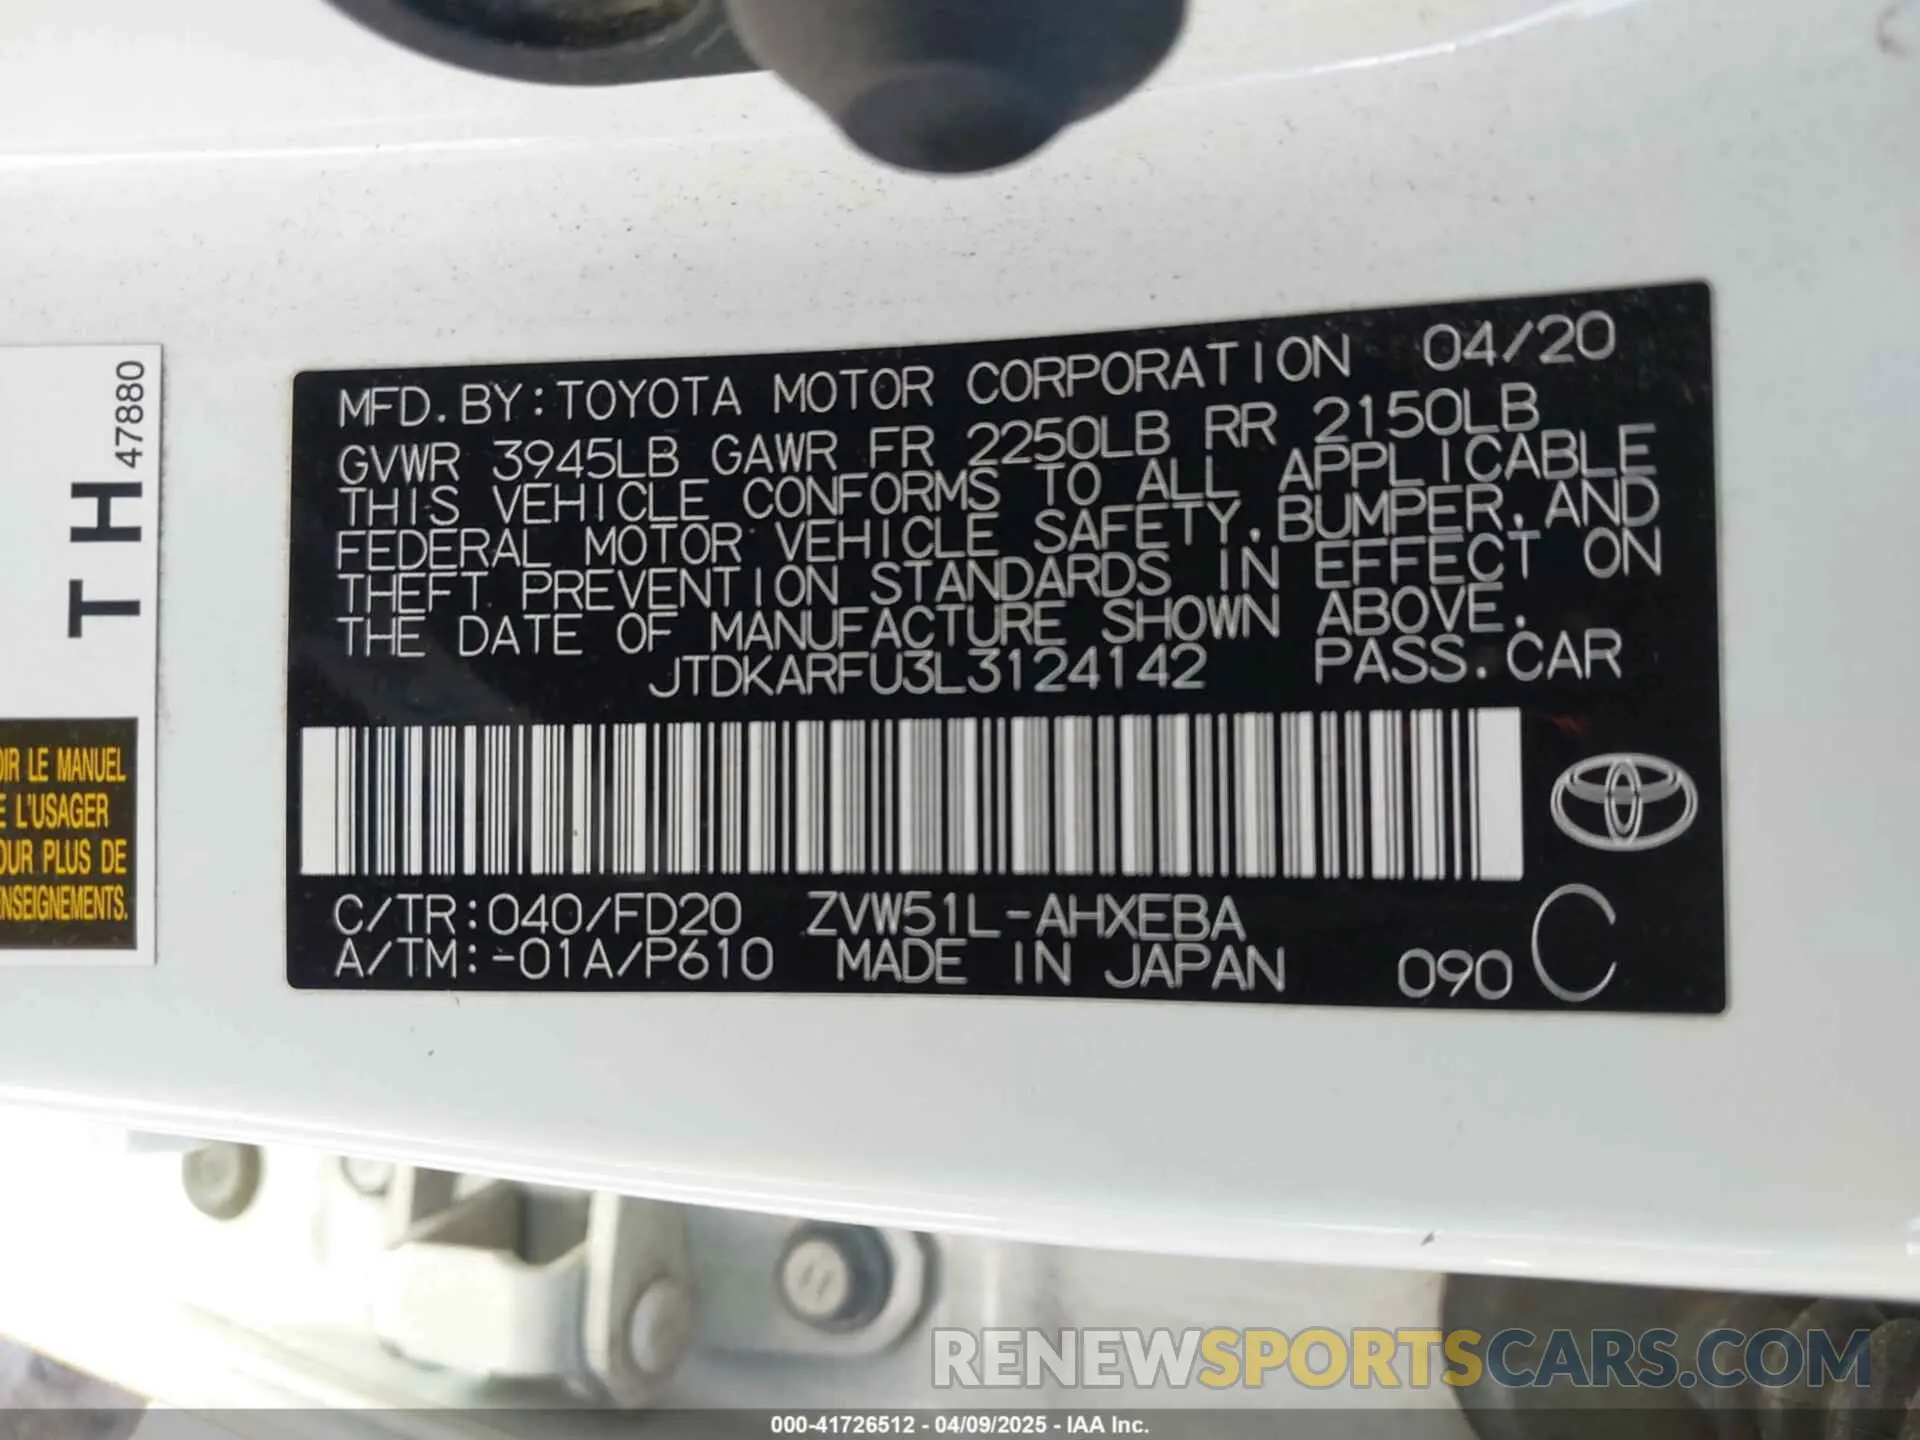 MFD.BY:TOYOTA MOTOR CORPORATION 04/20
GVWR 3945LB GAWR FR 2250LB RR 2150LB
THIS VEHICLE CONFORMS TO ALL APPLICABLE
FEDERAL MOTOR VEHICLE SAFETY,BUMPER,AND
THEFT PREVENTION STANDARDS IN EFFECT ON
THE DATE OF MANUFACTURE SHOWN ABOVE.
JTDKARFU3L3124142 PASS.CAR
C/TR:040/FD20 ZVW51L-AHXEBA
A/TM:-01A/P610 MADE IN JAPAN 090 C
TH
47880
OIR LE MANUEL
E L'USAGER
OUR PLUS DE
ENSEIGNEMENTS.
RENEWSPORTSCARS.COM
000-41726512 - 04/09/2025 - IAA Inc.